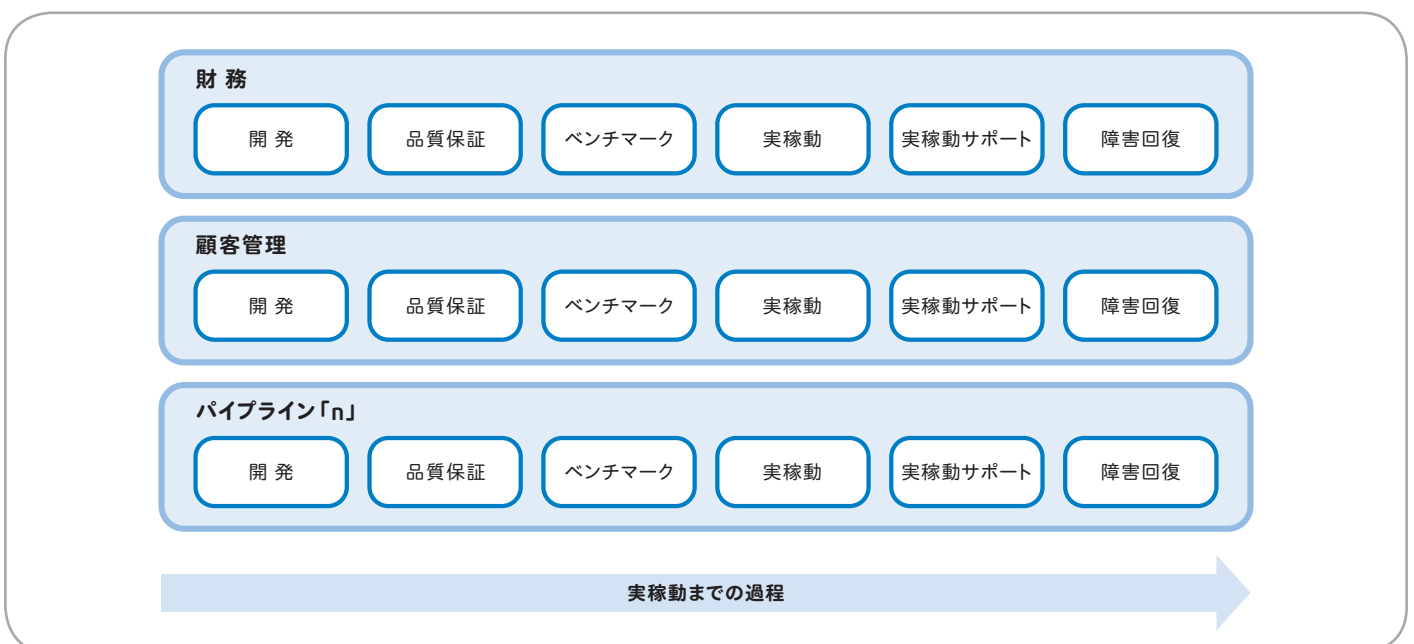 財 務
開 発
品質保証
ベンチマーク
実稼動
実稼動サポート
障害回復
顧客管理
開 発
品質保証
ベンチマーク
実稼動
実稼動サポート
障害回復
パイプライン「n」
開 発
品質保証
ベンチマーク
実稼動
実稼動サポート
障害回復
実稼動までの過程